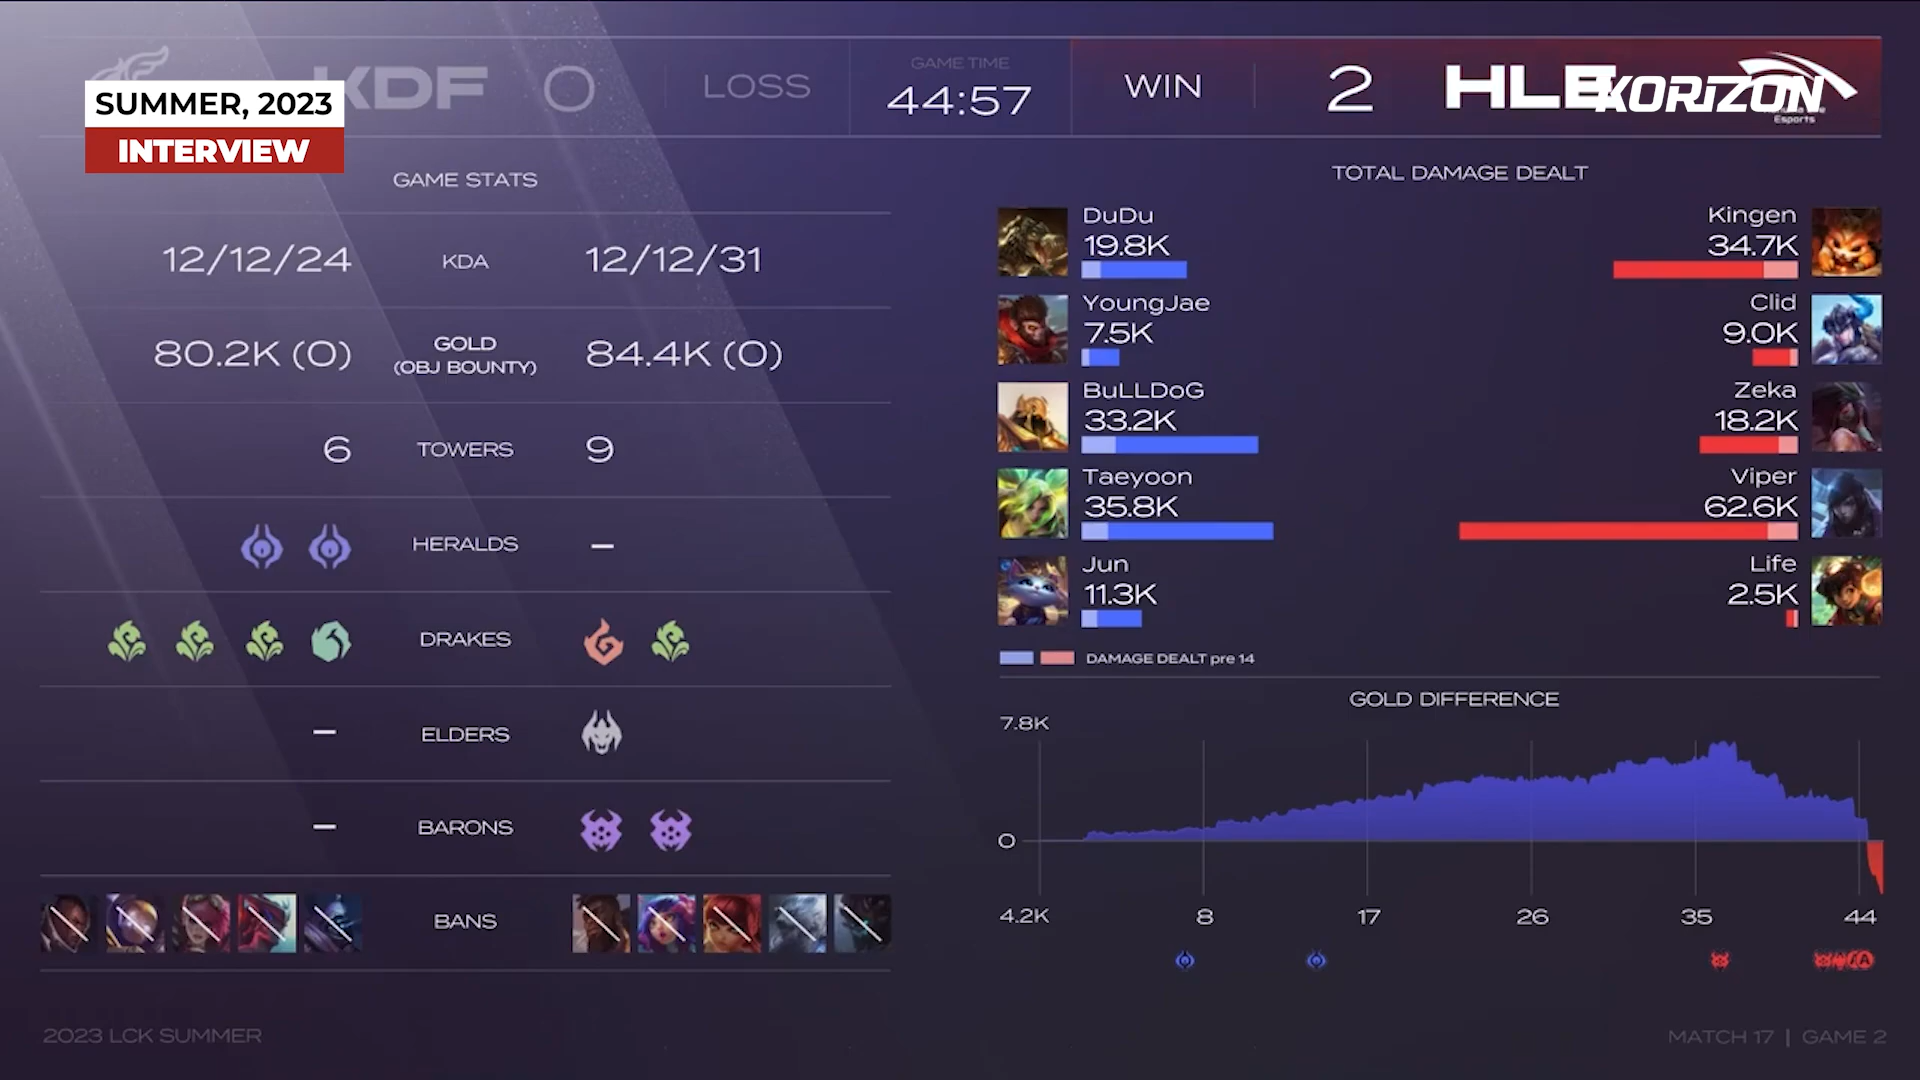 KDF 0 LOSS
GAME TIME
44:57
WIN 2 HLE
KORIZON
Esports
SUMMER, 2023
INTERVIEW
GAME STATS
12/12/24 KDA 12/12/31
80.2K (0) GOLD (OBJ BOUNTY) 84.4K (0)
6 TOWERS 9
HERALDS –
DRAKES
– ELDERS
– BARONS
BANS
TOTAL DAMAGE DEALT
DuDu
19.8K
Kingen
34.7K
YoungJae
7.5K
Clid
9.0K
BuLLDoG
33.2K
Zeka
18.2K
Taeyoon
35.8K
Viper
62.6K
Jun
11.3K
Life
2.5K
DAMAGE DEALT pre 14
GOLD DIFFERENCE
7.8K
0
4.2K 8 17 26 35 44
2023 LCK SUMMER
MATCH 17 | GAME 2